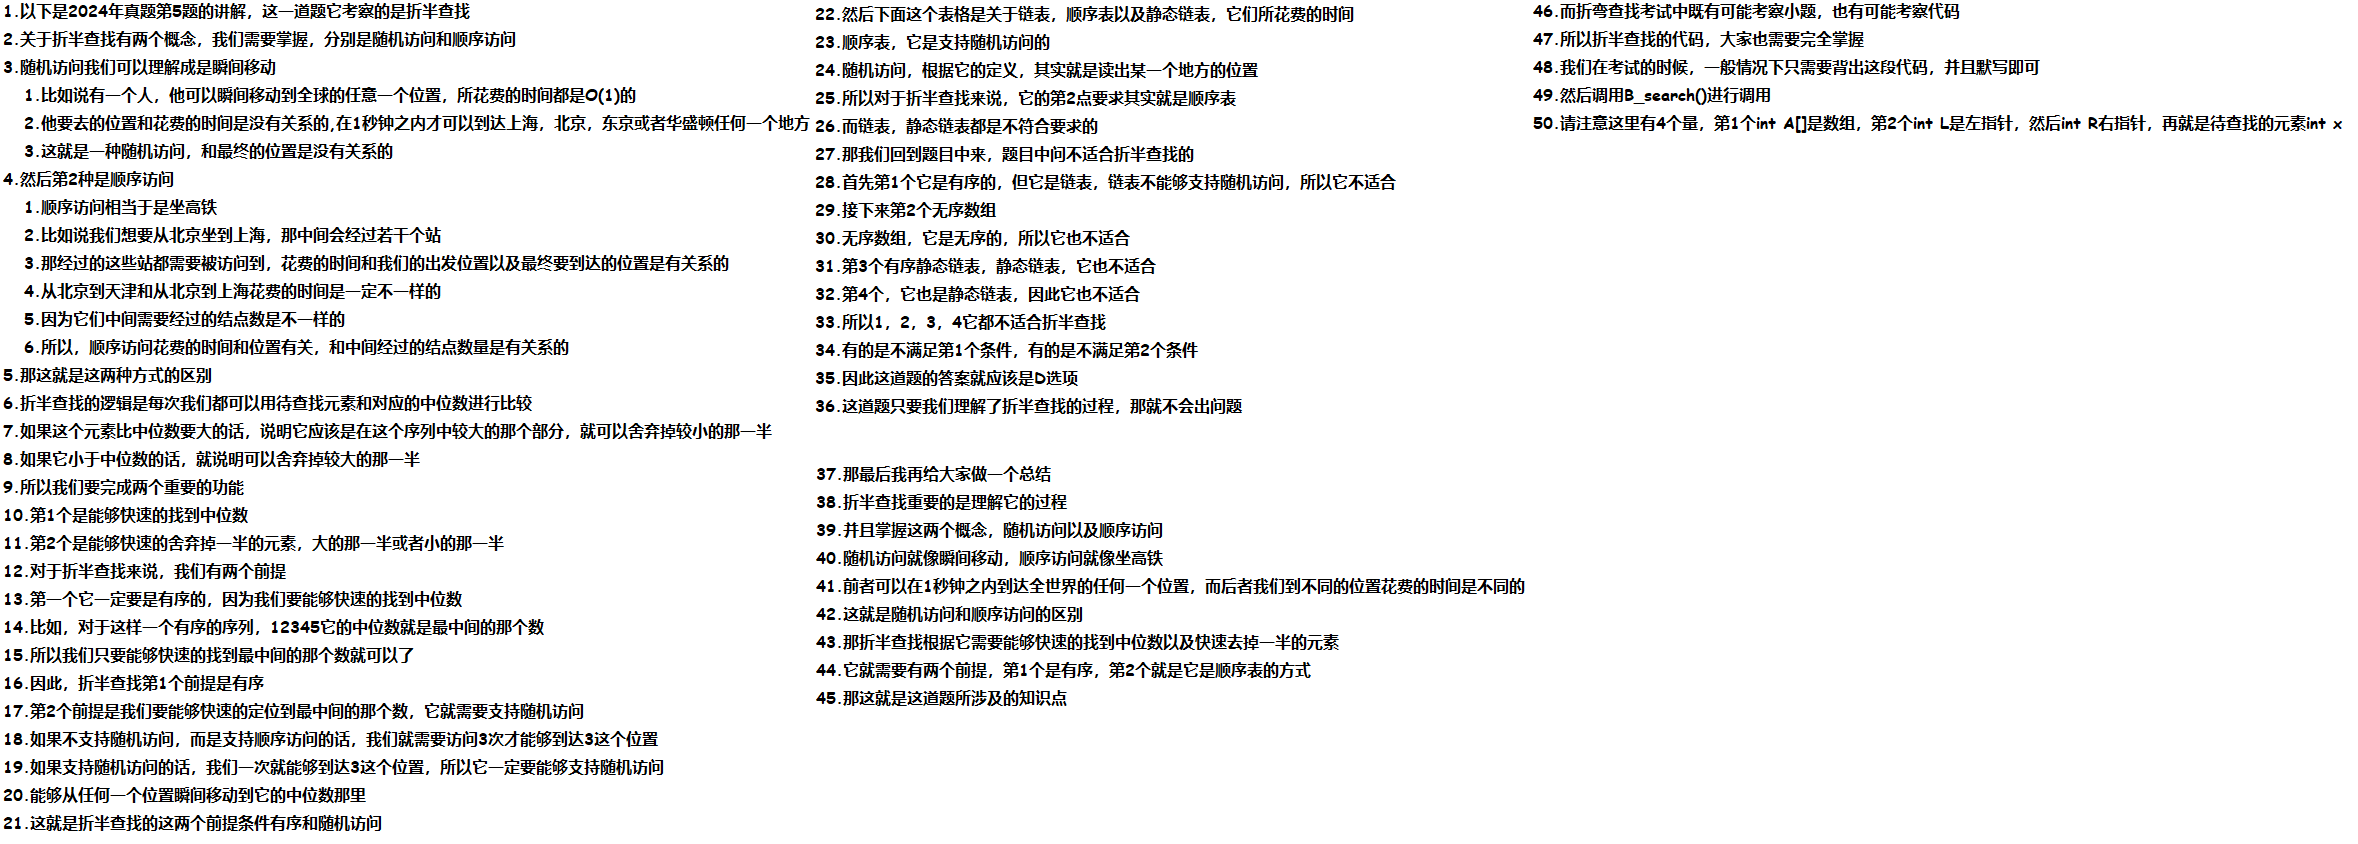 1.以下是2024年真题第5题的讲解，这一道题它考察的是折半查找
2.关于折半查找有两个概念，我们需要掌握，分别是随机访问和顺序访问
3.随机访问我们可以理解成是瞬间移动
1.比如说有一个人，他可以瞬间移动到全球的任意一个位置，所花费的时间都是O(1)的
2.他要去的位置和花费的时间是没有关系的,在1秒钟之内才可以到达上海，北京，东京或者华盛顿任何一个地方
3.这就是一种随机访问，和最终的位置是没有关系的
4.然后第2种是顺序访问
1.顺序访问相当于是坐高铁
2.比如说我们想要从北京坐到上海，那中间会经过若干个站
3.那经过的这些站都需要被访问到，花费的时间和我们的出发位置以及最终要到达的位置是有关系的
4.从北京到天津和从北京到上海花费的时间是一定不一样的
5.因为它们中间需要经过的结点数是不一样的
6.所以，顺序访问花费的时间和位置有关，和中间经过的结点数量是有关系的
5.那这就是这两种方式的区别
6.折半查找的逻辑是每次我们都可以用待查找元素和对应的中位数进行比较
7.如果这个元素比中位数要大的话，说明它应该是在这个序列中较大的那个部分，就可以舍弃掉较小的那一半
8.如果它小于中位数的话，就说明可以舍弃掉较大的那一半
9.所以我们要完成两个重要的功能
10.第1个是能够快速的找到中位数
11.第2个是能够快速的舍弃掉一半的元素，大的那一半或者小的那一半
12.对于折半查找来说，我们有两个前提
13.第一个它一定要是有序的，因为我们要能够快速的找到中位数
14.比如，对于这样一个有序的序列，12345它的中位数就是最中间的那个数
15.所以我们只要能够快速的找到最中间的那个数就可以了
16.因此，折半查找第1个前提是有序
17.第2个前提是我们要能够快速的定位到最中间的那个数，它就需要支持随机访问
18.如果不支持随机访问，而是支持顺序访问的话，我们就需要访问3次才能够到达3这个位置
19.如果支持随机访问的话，我们一次就能够到达3这个位置，所以它一定要能够支持随机访问
20.能够从任何一个位置瞬间移动到它的中位数那里
21.这就是折半查找的这两个前提条件有序和随机访问
22.然后下面这个表格是关于链表，顺序表以及静态链表，它们所花费的时间
23.顺序表，它是支持随机访问的
24.随机访问，根据它的定义，其实就是读出某一个地方的位置
25.所以对于折半查找来说，它的第2点要求其实就是顺序表
26.而链表，静态链表都是不符合要求的
27.那我们回到题目中来，题目中问不适合折半查找的
28.首先第1个它是有序的，但它是链表，链表不能够支持随机访问，所以它不适合
29.接下来第2个无序数组
30.无序数组，它是无序的，所以它也不适合
31.第3个有序静态链表，静态链表，它也不适合
32.第4个，它也是静态链表，因此它也不适合
33.所以1，2，3，4它都不适合折半查找
34.有的是不满足第1个条件，有的是不满足第2个条件
35.因此这道题的答案就应该是D选项
36.这道题只要我们理解了折半查找的过程，那就不会出问题
37.那最后我再给大家做一个总结
38.折半查找重要的是理解它的过程
39.并且掌握这两个概念，随机访问以及顺序访问
40.随机访问就像瞬间移动，顺序访问就像坐高铁
41.前者可以在1秒钟之内到达全世界的任何一个位置，而后者我们到不同的位置花费的时间是不同的
42.这就是随机访问和顺序访问的区别
43.那折半查找根据它需要能够快速的找到中位数以及快速去掉一半的元素
44.它就需要有两个前提，第1个是有序，第2个就是它是顺序表的方式
45.那这就是这道题所涉及的知识点
46.而折弯查找考试中既有可能考察小题，也有可能考察代码
47.所以折半查找的代码，大家也需要完全掌握
48.我们在考试的时候，一般情况下只需要背出这段代码，并且默写即可
49.然后调用B_search()进行调用
50.请注意这里有4个量，第1个int A[]是数组，第2个int L是左指针，然后int R右指针，再就是待查找的元素int x